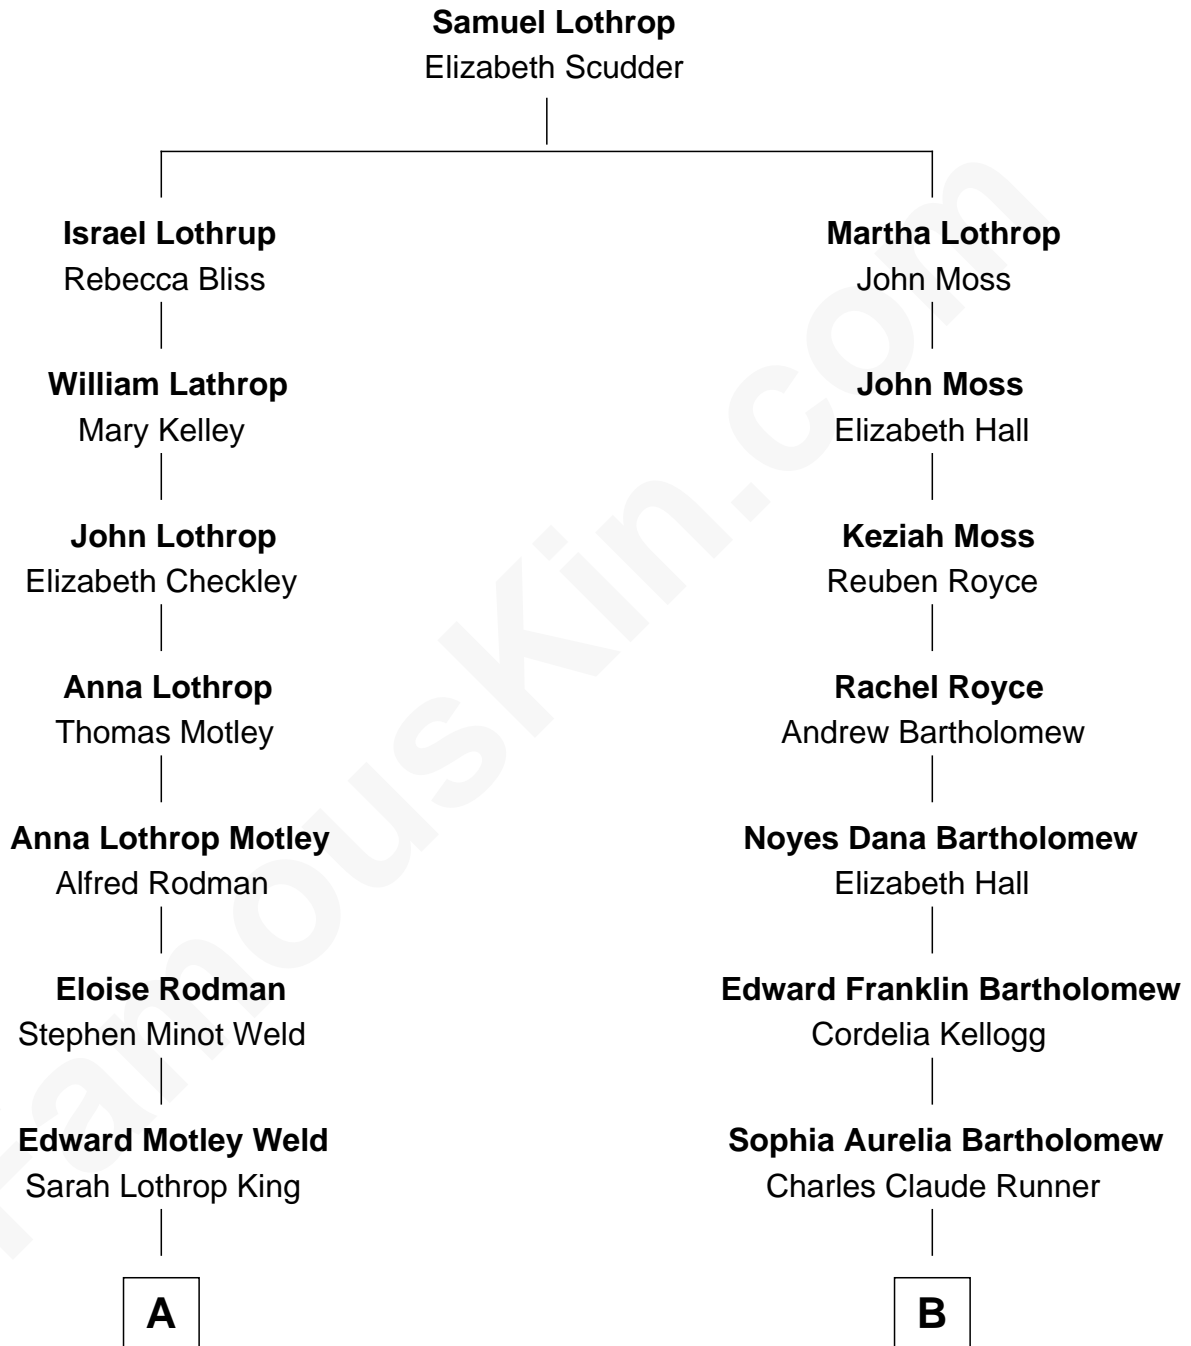 Samuel Lothrop
Elizabeth Scudder
Israel Lothrup
Rebecca Bliss
Martha Lothrop
John Moss
William Lathrop
Mary Kelley
John Moss
Elizabeth Hall
John Lothrop
Elizabeth Checkley
Keziah Moss
Reuben Royce
Anna Lothrop
Thomas Motley
Rachel Royce
Andrew Bartholomew
Anna Lothrop Motley
Alfred Rodman
Noyes Dana Bartholomew
Elizabeth Hall
Eloise Rodman
Stephen Minot Weld
Edward Franklin Bartholomew
Cordelia Kellogg
Edward Motley Weld
Sarah Lothrop King
Sophia Aurelia Bartholomew
Charles Claude Runner
A
B
FamousKin.com